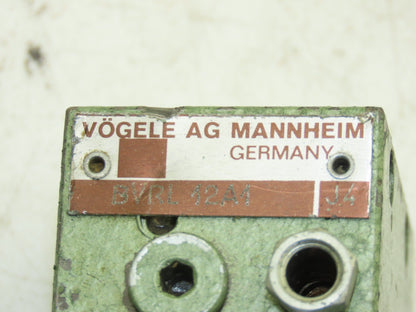 VÖGELE AG MANNHEIM
GERMANY
BVRL 12A1 J4